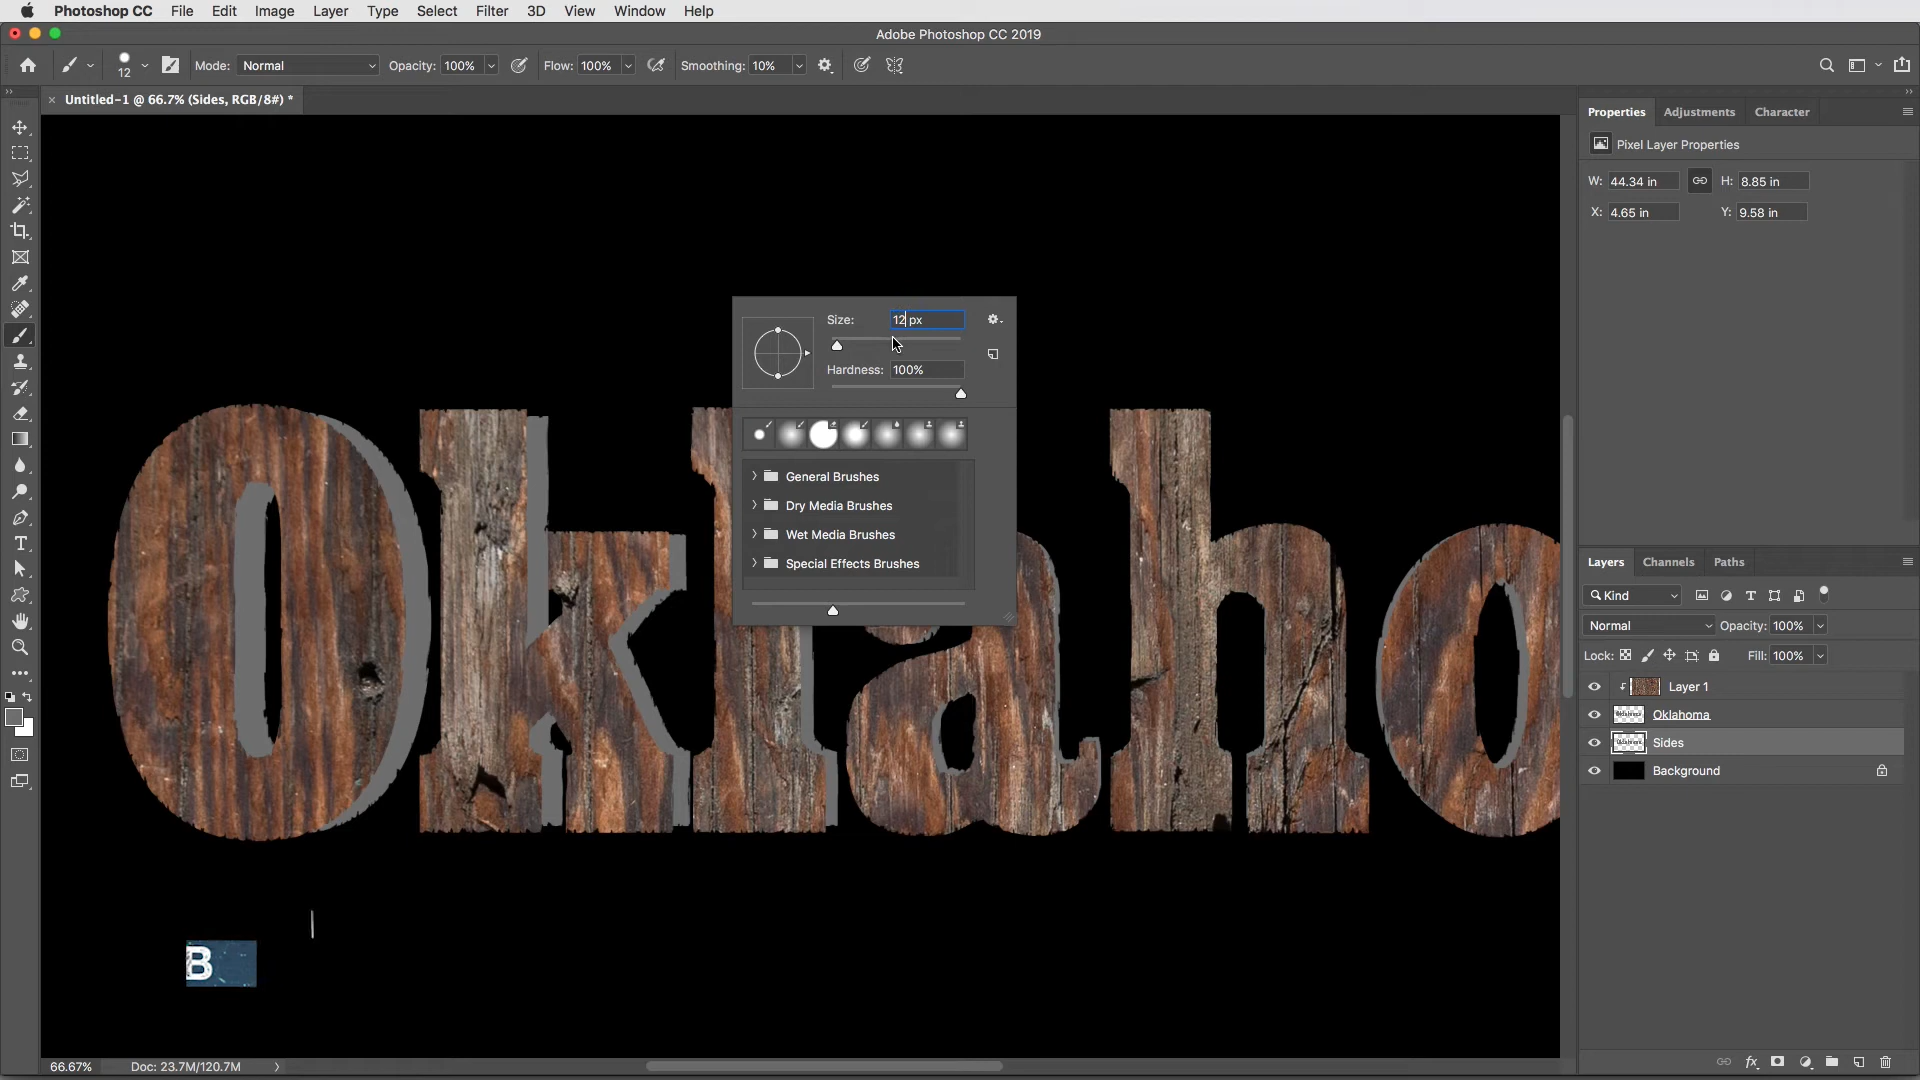 Photoshop CC File Edit Image Layer Type Select Filter 3D View Window Help
Adobe Photoshop CC 2019
12 Mode: Normal Opacity: 100% Flow: 100% Smoothing: 10%
Untitled-1 @ 66.7% (Sides, RGB/8#) *
Properties Adjustments Character
Pixel Layer Properties
W: 44.34 in H: 8.85 in
X: 4.65 in Y: 9.58 in
Size: 12 px
Hardness: 100%
General Brushes
Dry Media Brushes
Wet Media Brushes
Special Effects Brushes
Oklaho
B
Layers Channels Paths
Kind
Normal Opacity: 100%
Lock: Fill: 100%
Layer 1
Oklahoma
Sides
Background
66.67% Doc: 23.7M/120.7M